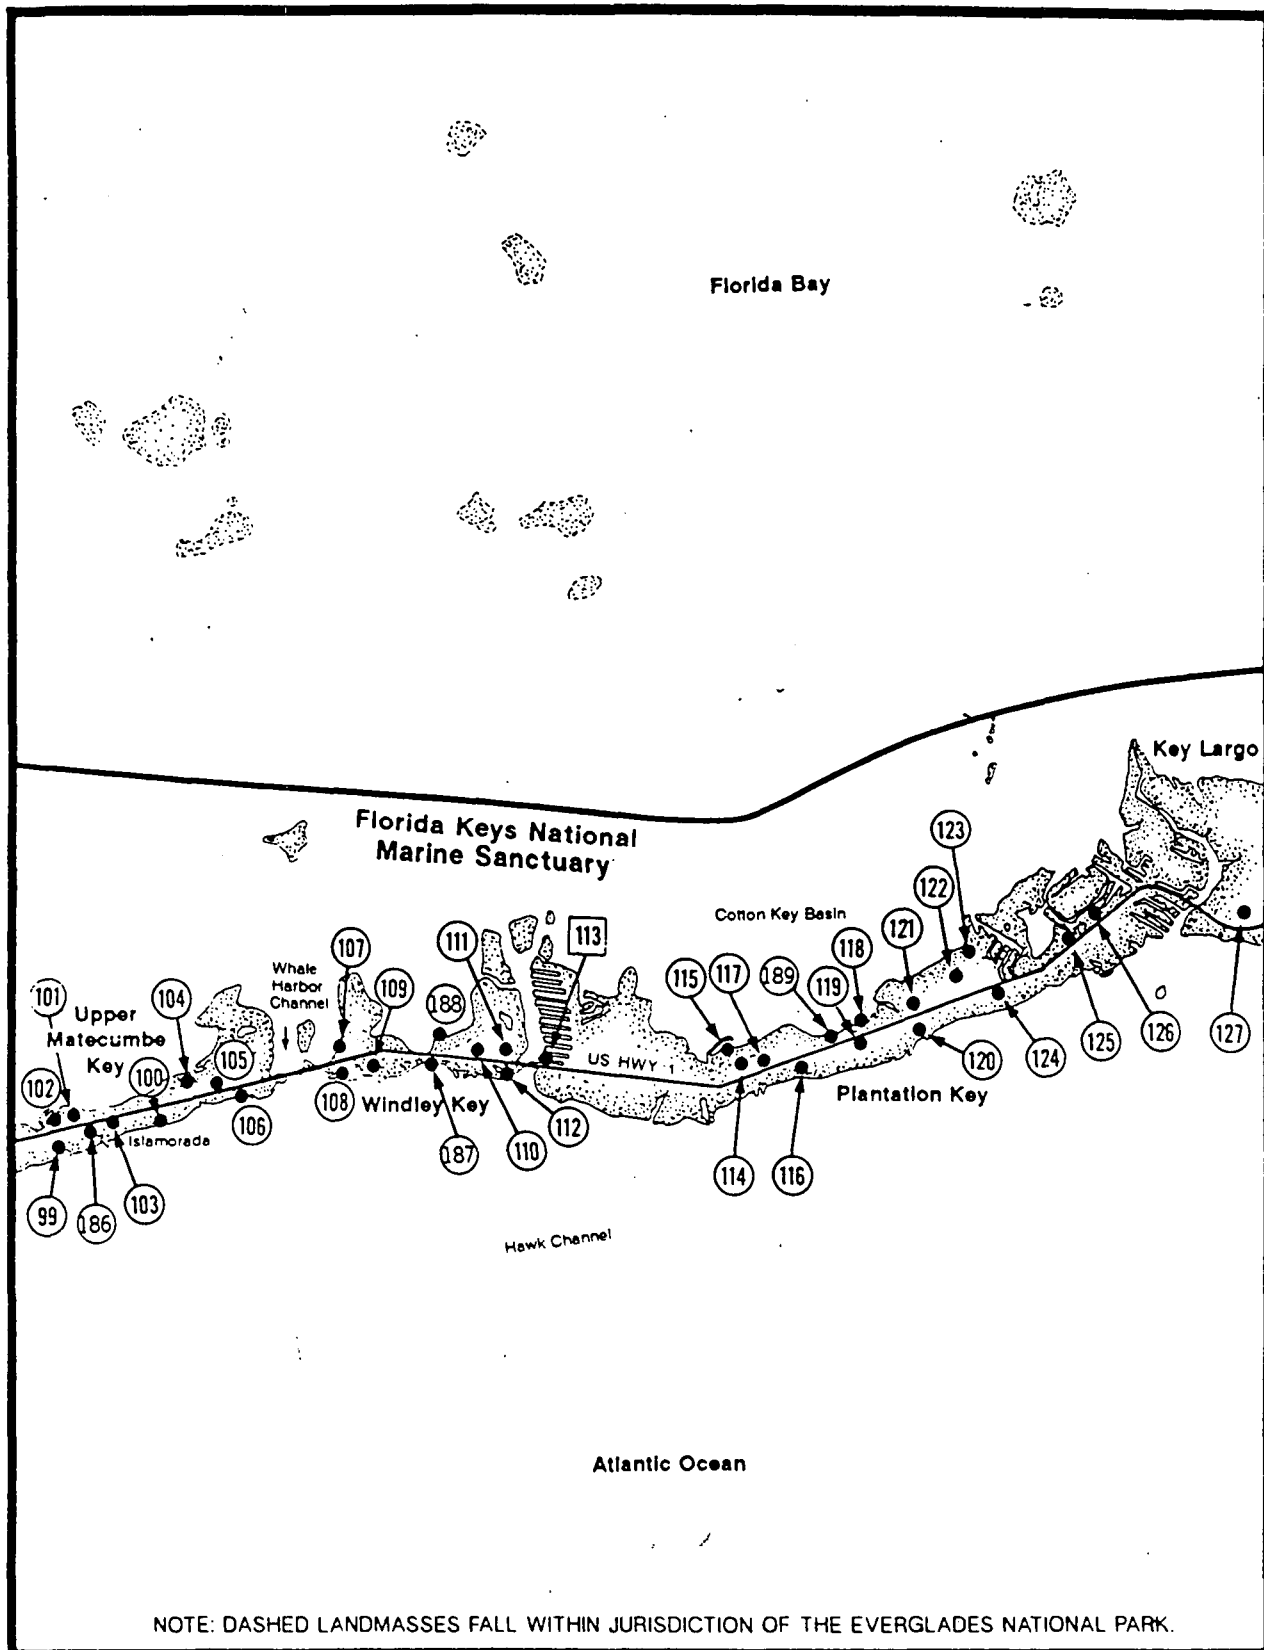 Florida Bay
Key Largo
Florida Keys National
Marine Sanctuary
123
122
Cotton Key Basin
121
118
113
111
107
189
119
117
115
109
188
Whale
Harbor
Channel
104
101
Upper
Matecumbe
Key
100
105
102
106
108
Windley Key
US HWY 1
112
110
187
Islamorada
99
186
103
114
116
Plantation Key
120
124
125
126
127
Hawk Channel
Atlantic Ocean
NOTE: DASHED LANDMASSES FALL WITHIN JURISDICTION OF THE EVERGLADES NATIONAL PARK.